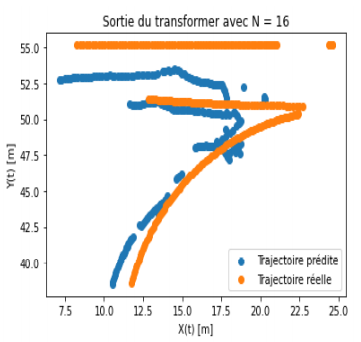 Sortie du transformer avec N = 16
55.0
52.5
50.0
47.5
45.0
42.5
40.0
Y(t) [m]
Trajectoire prédite
Trajectoire réelle
7.5 10.0 12.5 15.0 17.5 20.0 22.5 25.0
X(t) [m]